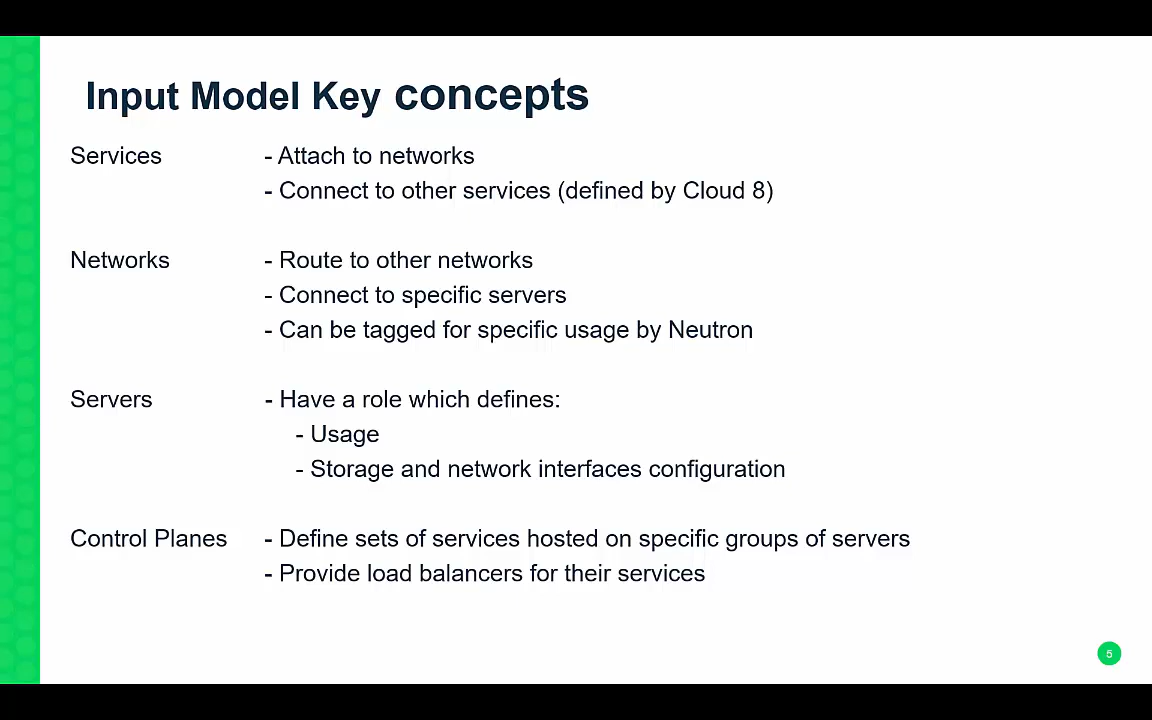 Input Model Key concepts
Services - Attach to networks
- Connect to other services (defined by Cloud 8)
Networks - Route to other networks
- Connect to specific servers
- Can be tagged for specific usage by Neutron
Servers - Have a role which defines:
- Usage
- Storage and network interfaces configuration
Control Planes - Define sets of services hosted on specific groups of servers
- Provide load balancers for their services
5